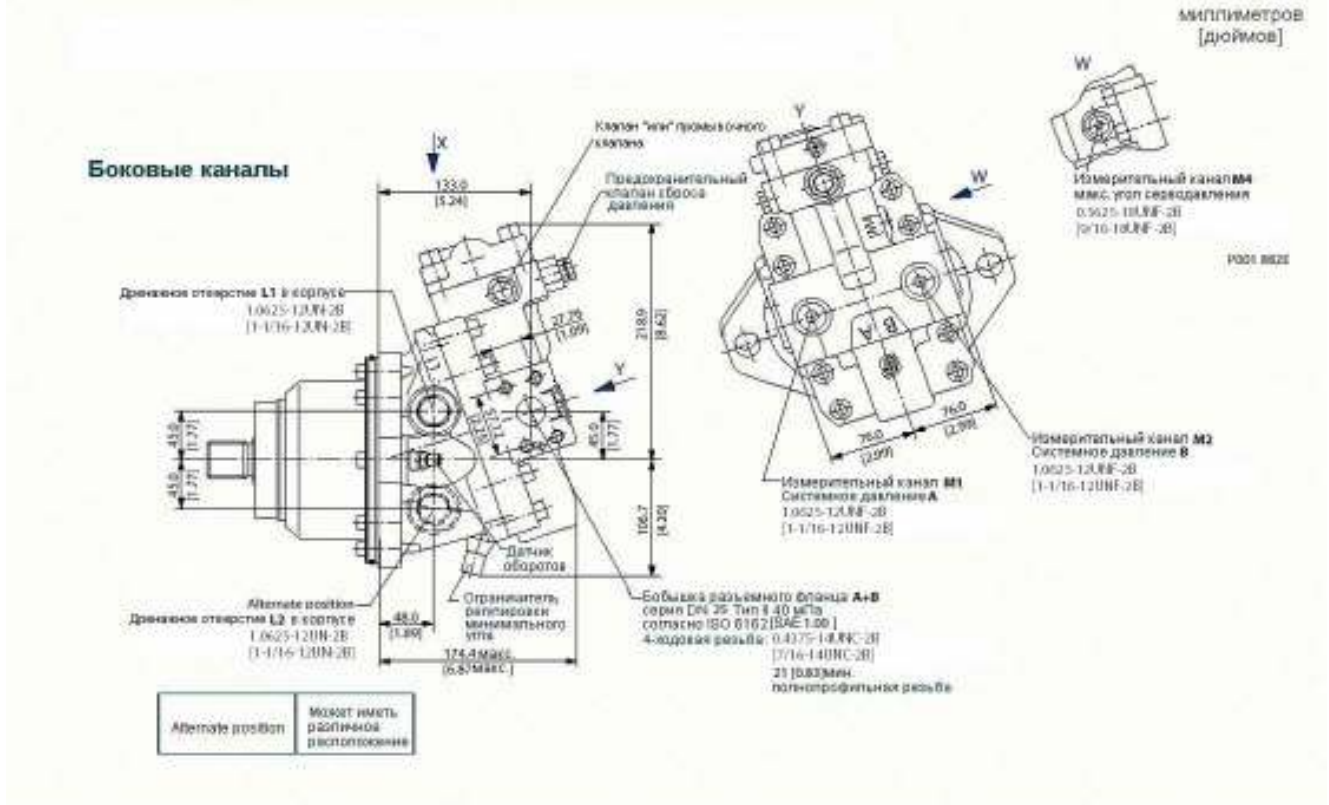 миллиметров
[дюймов]
W
Y
Клапан "или" промывочного
клапана
X
Боковые каналы
133.0
[5.24]
Предохранительный
клапан сброса
давления
W
Измерительный канал M4
макс. угол серводавления
0.5625-18UNF-2B
[9/16-18UNF-2B]
Дренажное отверстие L1 в корпусе
1.0625-12UN-2B
[1-1/16-12UN-2B]
27.79
[1.09]
218.9
[8.62]
Y
B
A
45.0
[1.77]
45.0
[1.77]
45.0
[1.77]
76.0
[2.99]
76.0
[2.99]
Измерительный канал M2
Системное давление B
1.0625-12UNF-2B
[1-1/16-12UNF-2B]
Измерительный канал M1
Системное давление A
1.0625-12UNF-2B
[1-1/16-12UNF-2B]
106.7
[4.20]
Датчик
оборотов
Alternate position
Дренажное отверстие L2 в корпусе
1.0625-12UN-2B
[1-1/16-12UN-2B]
48.0
[1.89]
Ограничитель
регулировки
минимального
угла
174.4 макс.
[6.87 макс.]
Бобышка разъемного фланца A+B
серия DN 25 Тип II 40 мПа
согласно ISO 6162 [SAE 1.00 ]
4-ходовая резьба: 0.4375-14UNC-2B
[7/16-14UNC-2B]
21 [0.83] мин.
полнопрофильная резьба
Alternate position
Может иметь
различное
расположение